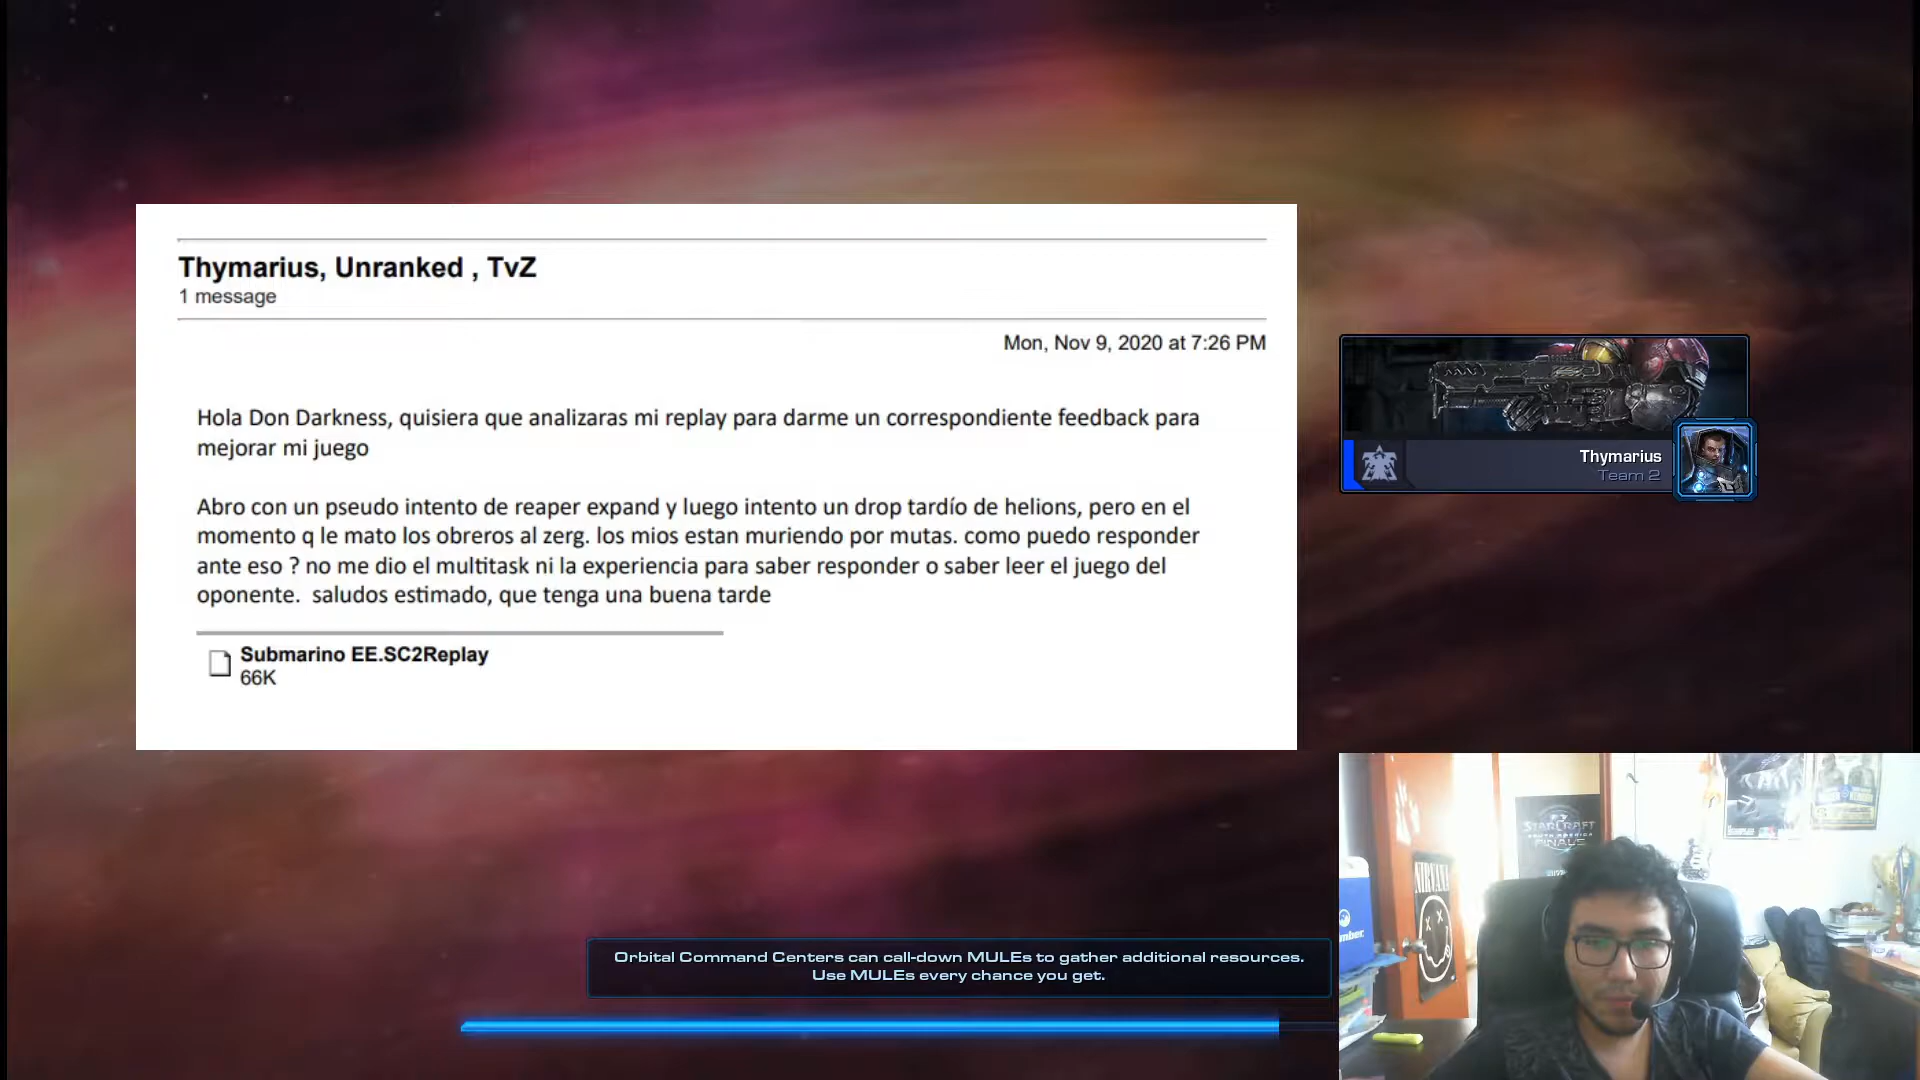 Thymarius, Unranked , TvZ
1 message
Mon, Nov 9, 2020 at 7:26 PM
Hola Don Darkness, quisiera que analizaras mi replay para darme un correspondiente feedback para
mejorar mi juego
Abro con un pseudo intento de reaper expand y luego intento un drop tardío de helions, pero en el
momento q le mato los obreros al zerg. los mios estan muriendo por mutas. como puedo responder
ante eso ? no me dio el multitask ni la experiencia para saber responder o saber leer el juego del
oponente.  saludos estimado, que tenga una buena tarde
Submarino EE.SC2Replay
66K
Thymarius
Team 2
STARCRAFT
FINALE
NIRVANA
Orbital Command Centers can call-down MULEs to gather additional resources.
Use MULEs every chance you get.